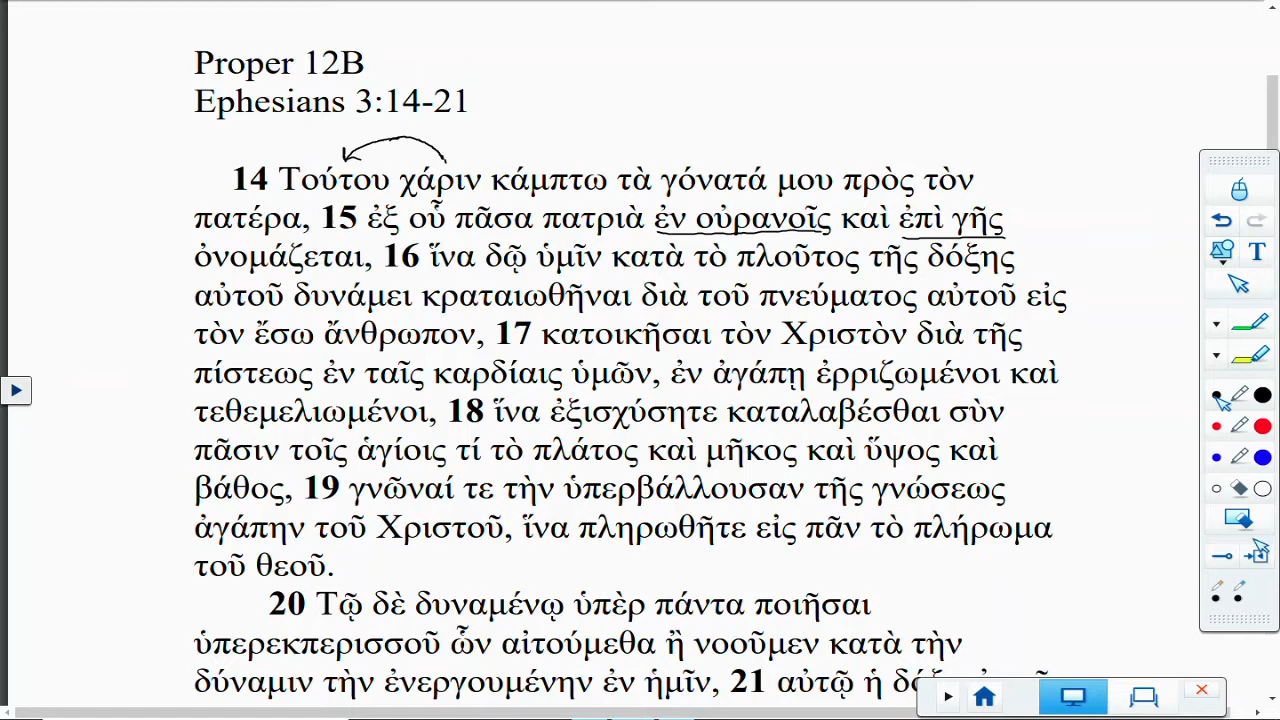 Proper 12B
Ephesians 3:14-21
14 Τούτου χάριν κάμπτω τὰ γόνατά μου πρὸς τὸν
πατέρα, 15 ἐξ οὗ πᾶσα πατριὰ ἐν οὐρανοῖς καὶ ἐπὶ γῆς
ὀνομάζεται, 16 ἵνα δῷ ὑμῖν κατὰ τὸ πλοῦτος τῆς δόξης
αὐτοῦ δυνάμει κραταιωθῆναι διὰ τοῦ πνεύματος αὐτοῦ εἰς
τὸν ἔσω ἄνθρωπον, 17 κατοικῆσαι τὸν Χριστὸν διὰ τῆς
πίστεως ἐν ταῖς καρδίαις ὑμῶν, ἐν ἀγάπῃ ἐρριζωμένοι καὶ
τεθεμελιωμένοι, 18 ἵνα ἐξισχύσητε καταλαβέσθαι σὺν
πᾶσιν τοῖς ἁγίοις τί τὸ πλάτος καὶ μῆκος καὶ ὕψος καὶ
βάθος, 19 γνῶναί τε τὴν ὑπερβάλλουσαν τῆς γνώσεως
ἀγάπην τοῦ Χριστοῦ, ἵνα πληρωθῆτε εἰς πᾶν τὸ πλήρωμα
τοῦ θεοῦ.
20 Τῷ δὲ δυναμένῳ ὑπὲρ πάντα ποιῆσαι
ὑπερεκπερισσοῦ ὧν αἰτούμεθα ἢ νοοῦμεν κατὰ τὴν
δύναμιν τὴν ἐνεργουμένην ἐν ἡμῖν, 21 αὐτῷ ἡ
T